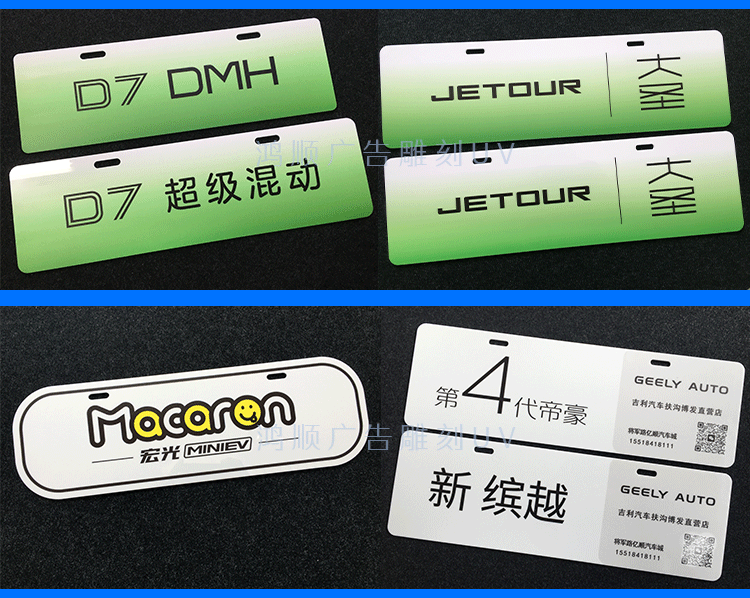 D7 DMH
D7 超级混动
JETOUR 大圣
JETOUR 大圣
鸿顺广告雕刻UV
Macaron
宏光 MINIEV
鸿顺广告雕刻UV
第4代帝豪
GEELY AUTO
吉利汽车扶沟博发直营店
将军路亿顺汽车城
15518418111
新 缤越
GEELY AUTO
吉利汽车扶沟博发直营店
将军路亿顺汽车城
15518418111